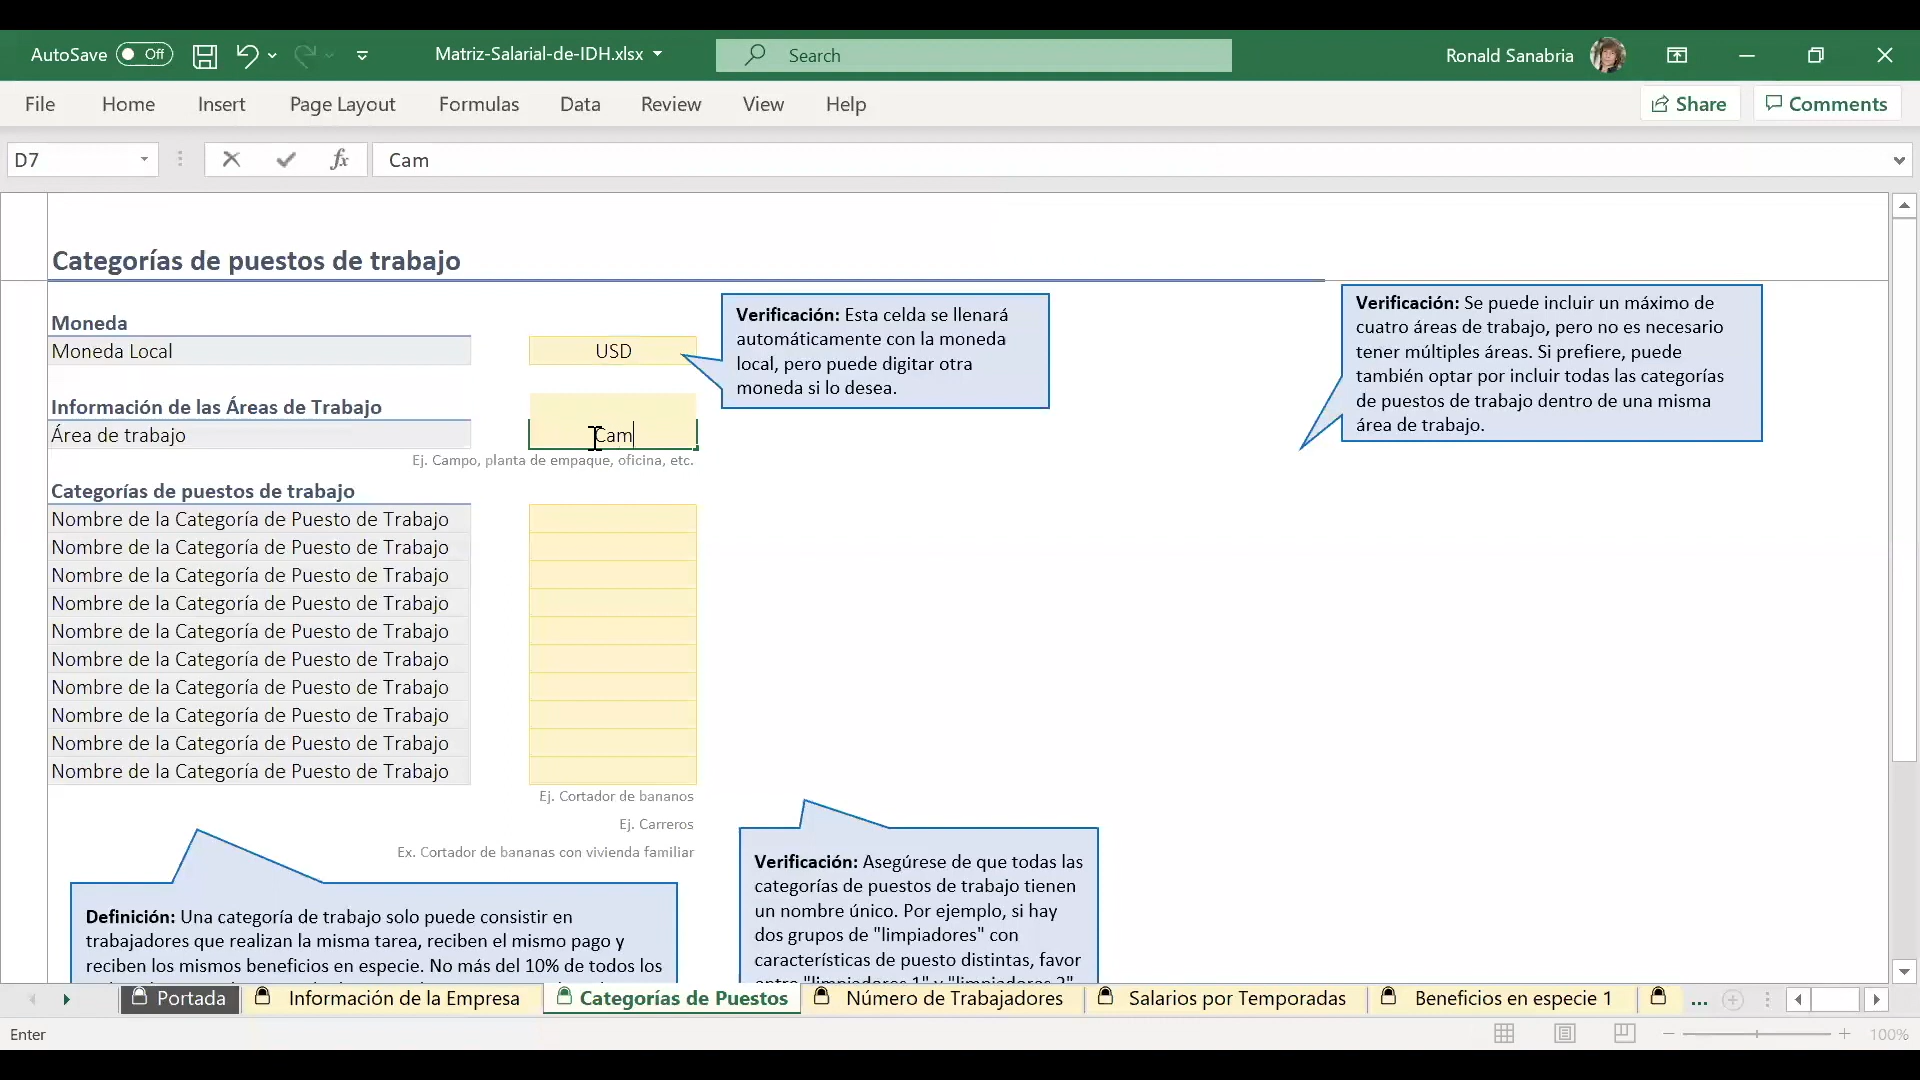 AutoSave Off
Matriz-Salarial-de-IDH.xlsx
Search
Ronald Sanabria
File Home Insert Page Layout Formulas Data Review View Help
Share Comments
D7
fx
Cam
Categorías de puestos de trabajo
Moneda
Moneda Local
USD
Verificación: Esta celda se llenará
automáticamente con la moneda
local, pero puede digitar otra
moneda si lo desea.
Verificación: Se puede incluir un máximo de
cuatro áreas de trabajo, pero no es necesario
tener múltiples áreas. Si prefiere, puede
también optar por incluir todas las categorías
de puestos de trabajo dentro de una misma
área de trabajo.
Información de las Áreas de Trabajo
Área de trabajo
Cam
Ej. Campo, planta de empaque, oficina, etc.
Categorías de puestos de trabajo
Nombre de la Categoría de Puesto de Trabajo
Nombre de la Categoría de Puesto de Trabajo
Nombre de la Categoría de Puesto de Trabajo
Nombre de la Categoría de Puesto de Trabajo
Nombre de la Categoría de Puesto de Trabajo
Nombre de la Categoría de Puesto de Trabajo
Nombre de la Categoría de Puesto de Trabajo
Nombre de la Categoría de Puesto de Trabajo
Nombre de la Categoría de Puesto de Trabajo
Nombre de la Categoría de Puesto de Trabajo
Ej. Cortador de bananos
Ej. Carreros
Ex. Cortador de bananas con vivienda familiar
Definición: Una categoría de trabajo solo puede consistir en
trabajadores que realizan la misma tarea, reciben el mismo pago y
reciben los mismos beneficios en especie. No más del 10% de todos los
Verificación: Asegúrese de que todas las
categorías de puestos de trabajo tienen
un nombre único. Por ejemplo, si hay
dos grupos de "limpiadores" con
características de puesto distintas, favor
entre "limpiadores 1" y "limpiadores 2"
Portada Información de la Empresa Categorías de Puestos Número de Trabajadores Salarios por Temporadas Beneficios en especie 1 ...
Enter
100%